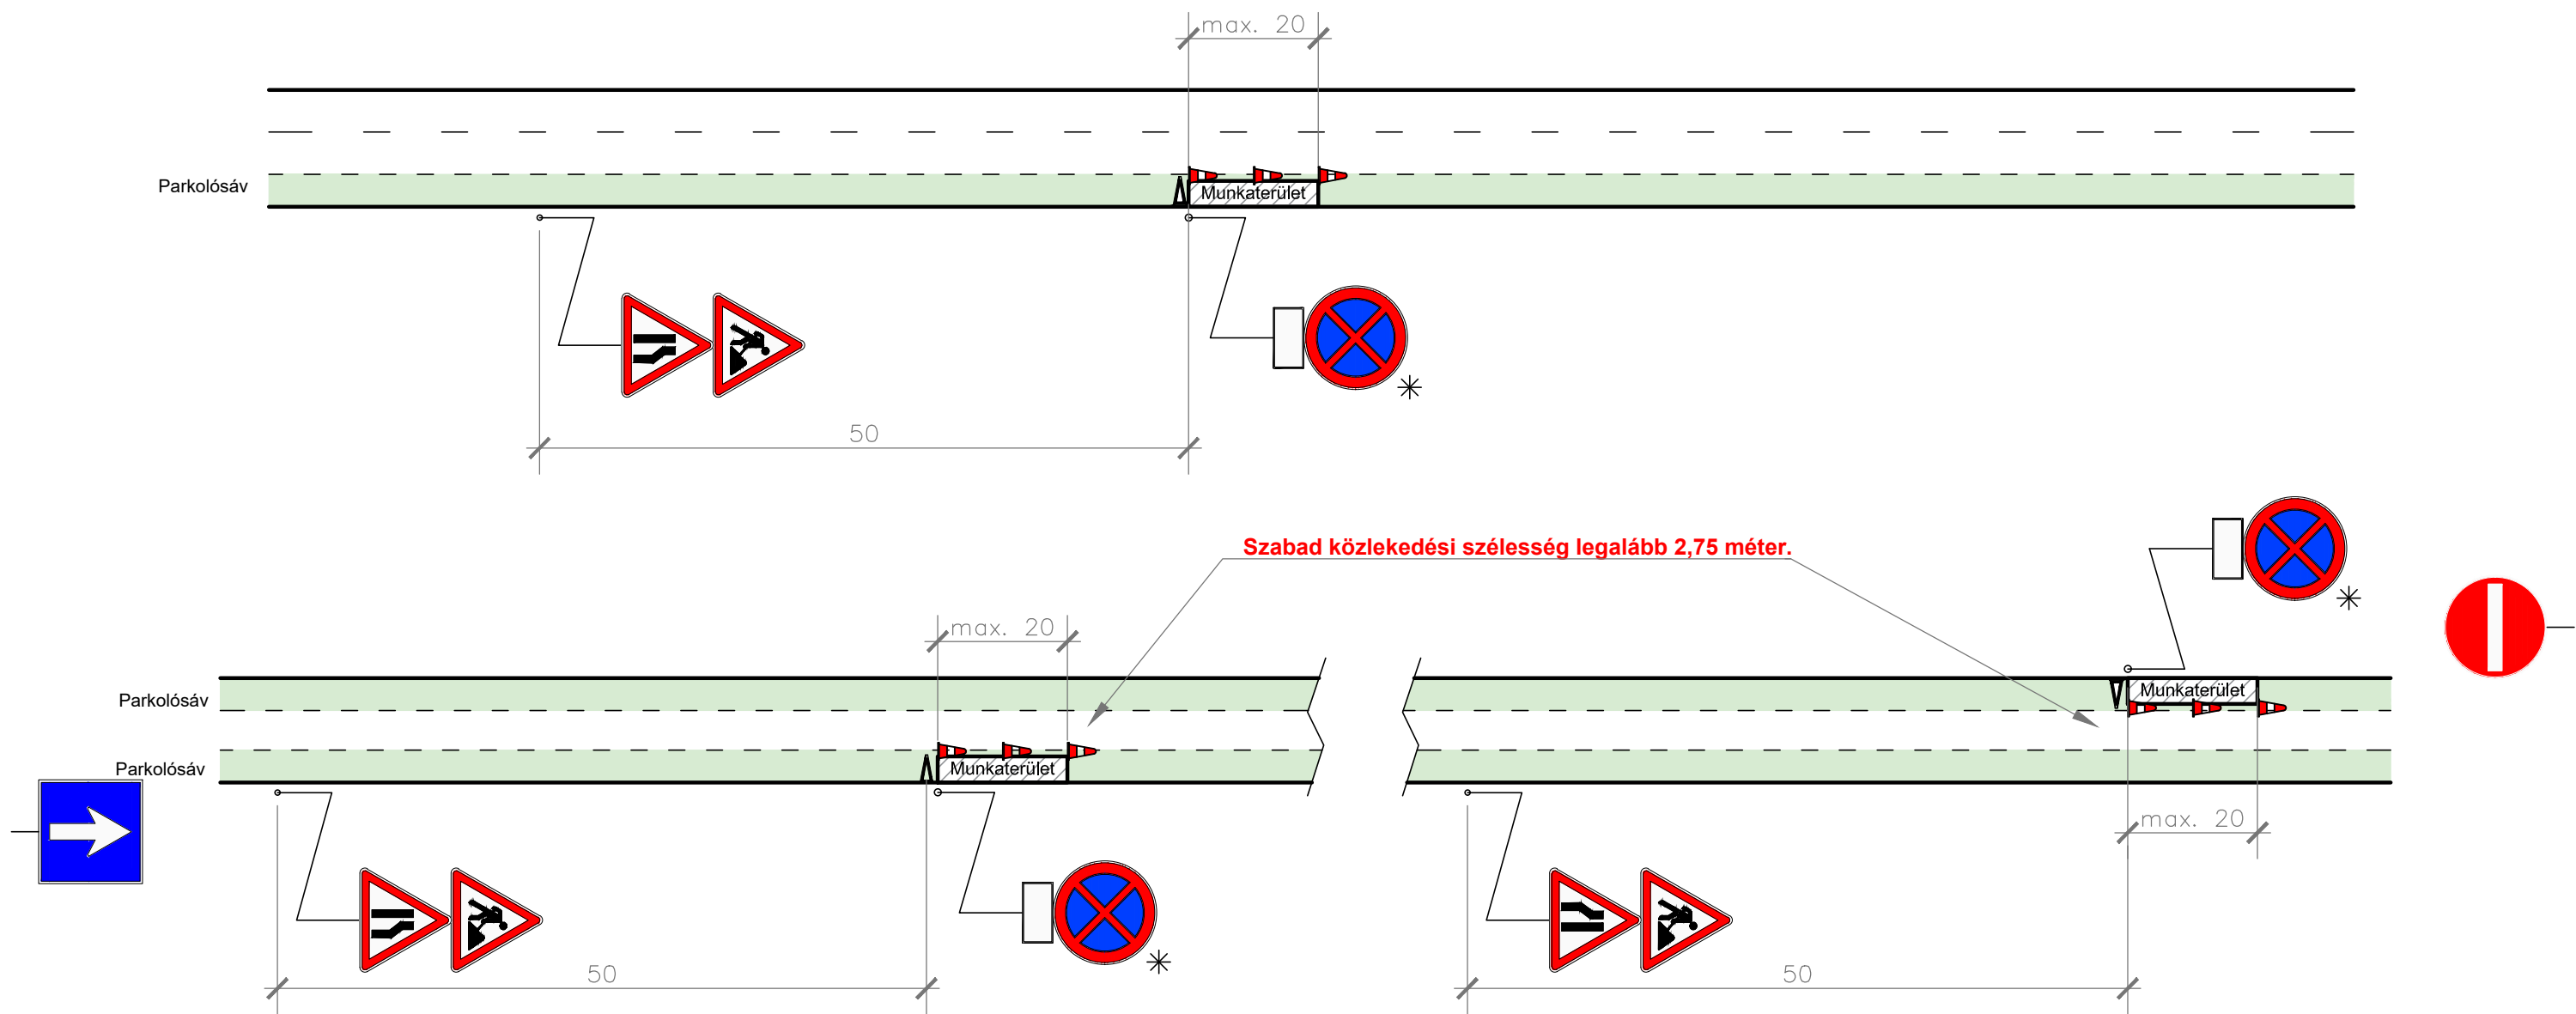 max. 20
Parkolósáv
Munkaterület
50
Szabad közlekedési szélesség legalább 2,75 méter.
max. 20
Parkolósáv
Munkaterület
Parkolósáv
Munkaterület
max. 20
50
50